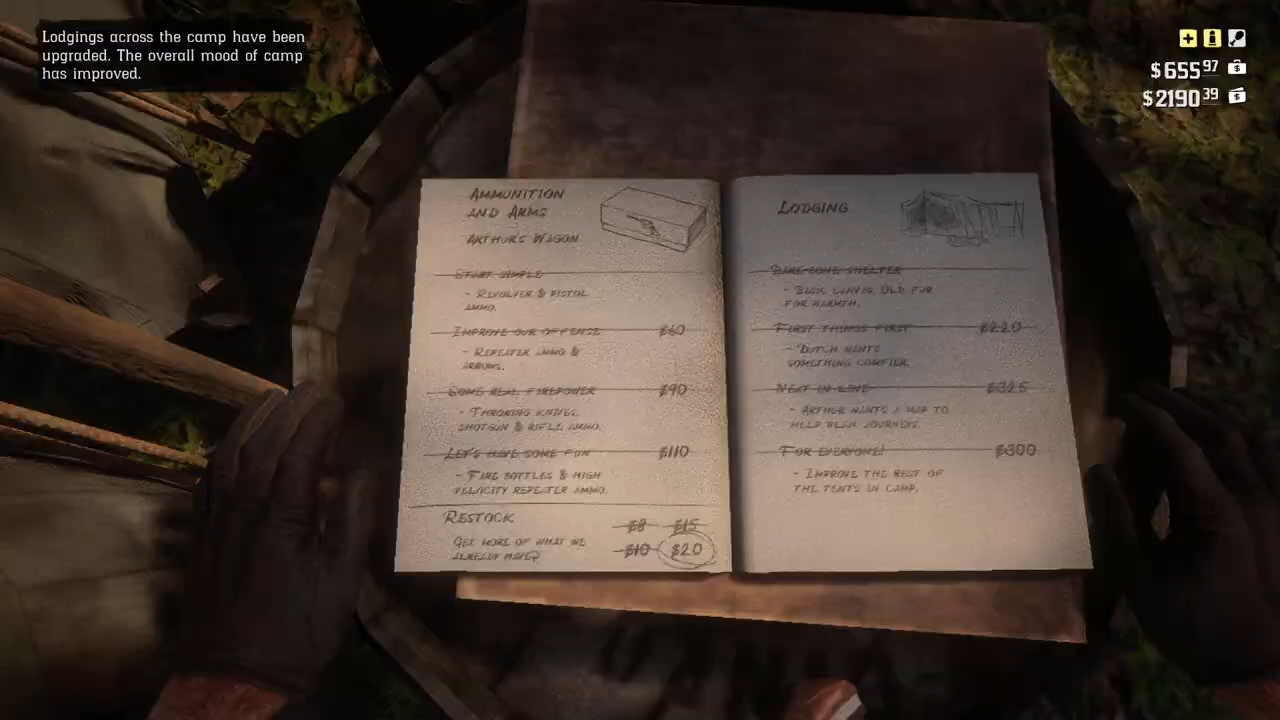 Lodgings across the camp have been
upgraded. The overall mood of camp
has improved.
$655 97
$2190 39
AMMUNITION
AND ARMS
ARTHUR'S WAGON
START SIMPLE
- REVOLVER & PISTOL
AMMO.
IMPROVE OUR OFFENSE $60
- REPEATER AMMO &
ARROWS.
SOME REAL FIREPOWER $90
- THROWING KNIVES,
SHOTGUN & RIFLE AMMO.
LET'S HAVE SOME FUN $110
- FIRE BOTTLES & HIGH
VELOCITY REPEATER AMMO.
RESTOCK $8 $15
GET MORE OF WHAT WE $10 $20
ALREADY HAVE?
LODGING
BARE-BONE SHELTER
- BASIC CANVAS. OLD FUR
FOR WARMTH.
FIRST THINGS FIRST $220
- DUTCH WANTS
SOMETHING COMFIER.
NEXT IN LINE $325
- ARTHUR WANTS A MAP TO
HELP PLAN JOURNEYS.
FOR EVERYONE! $300
- IMPROVE THE REST OF
THE TENTS IN CAMP.